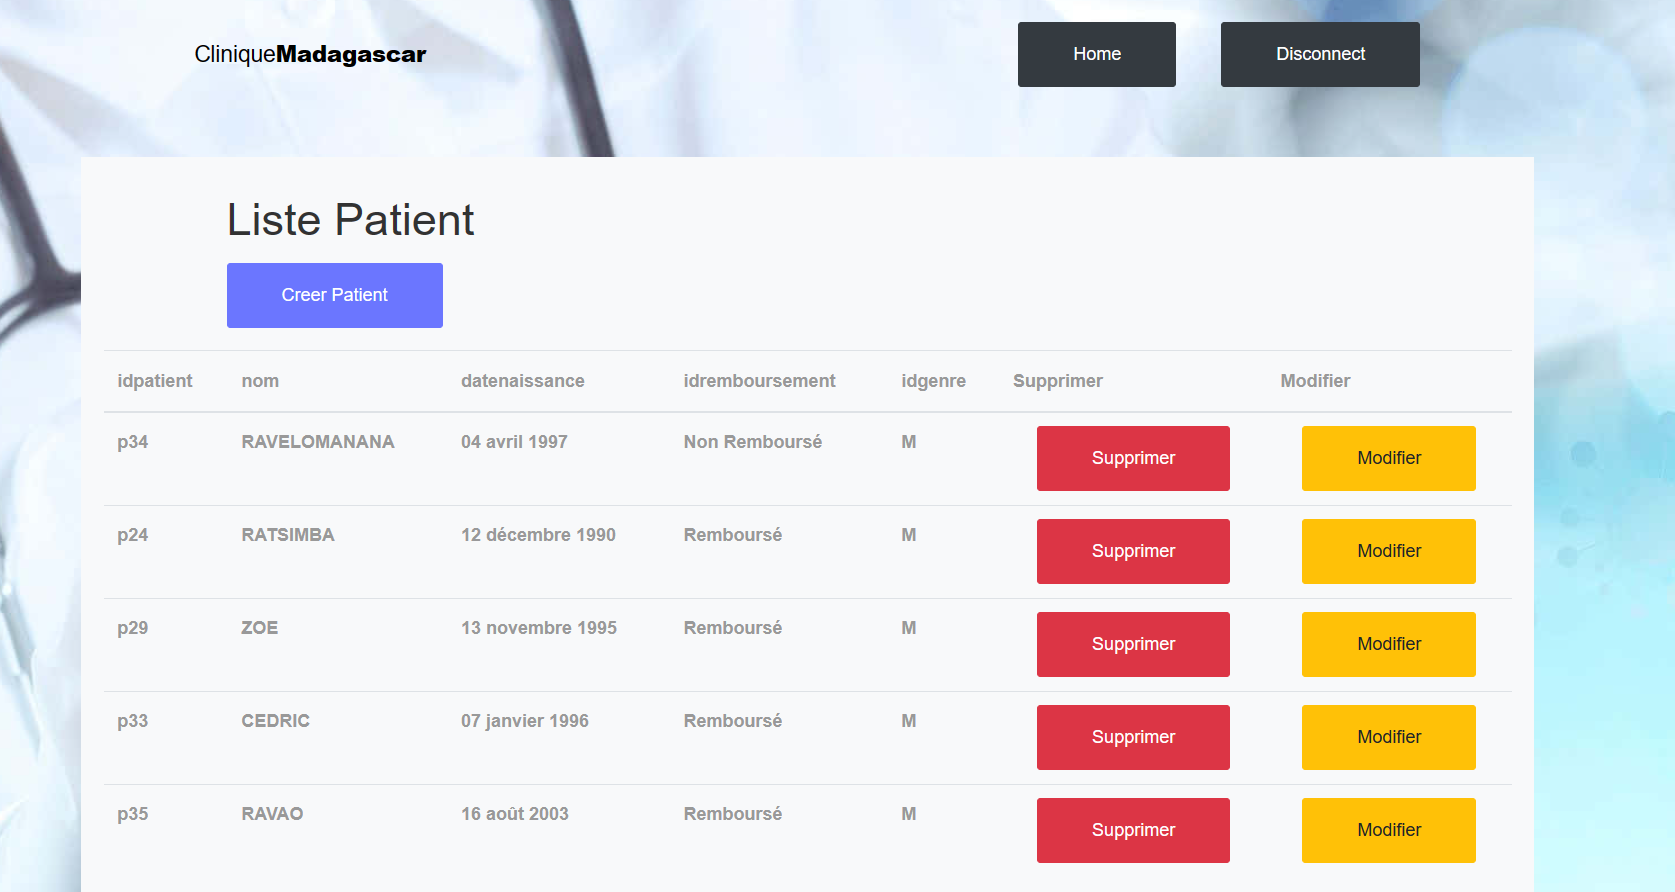 CliniqueMadagascar Home Disconnect
Liste Patient
Creer Patient
idpatient nom datenaissance idremboursement idgenre Supprimer Modifier
p34 RAVELOMANANA 04 avril 1997 Non Remboursé M Supprimer Modifier
p24 RATSIMBA 12 décembre 1990 Remboursé M Supprimer Modifier
p29 ZOE 13 novembre 1995 Remboursé M Supprimer Modifier
p33 CEDRIC 07 janvier 1996 Remboursé M Supprimer Modifier
p35 RAVAO 16 août 2003 Remboursé M Supprimer Modifier